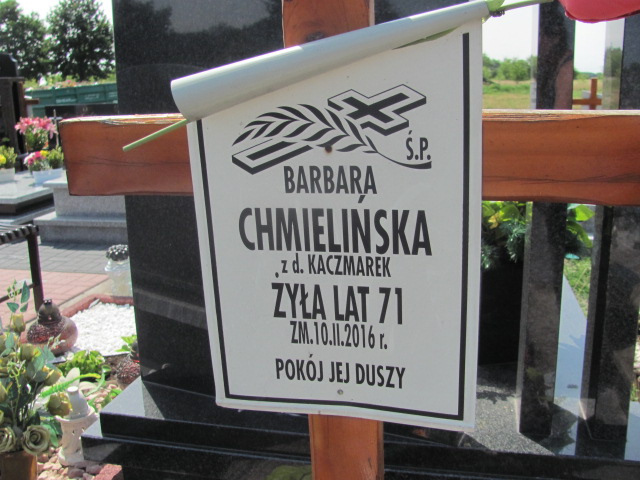 Ś.P.
BARBARA
CHMIELIŃSKA
z d. KACZMAREK
ŻYŁA LAT 71
ZM.10.II.2016 r.
POKÓJ JEJ DUSZY